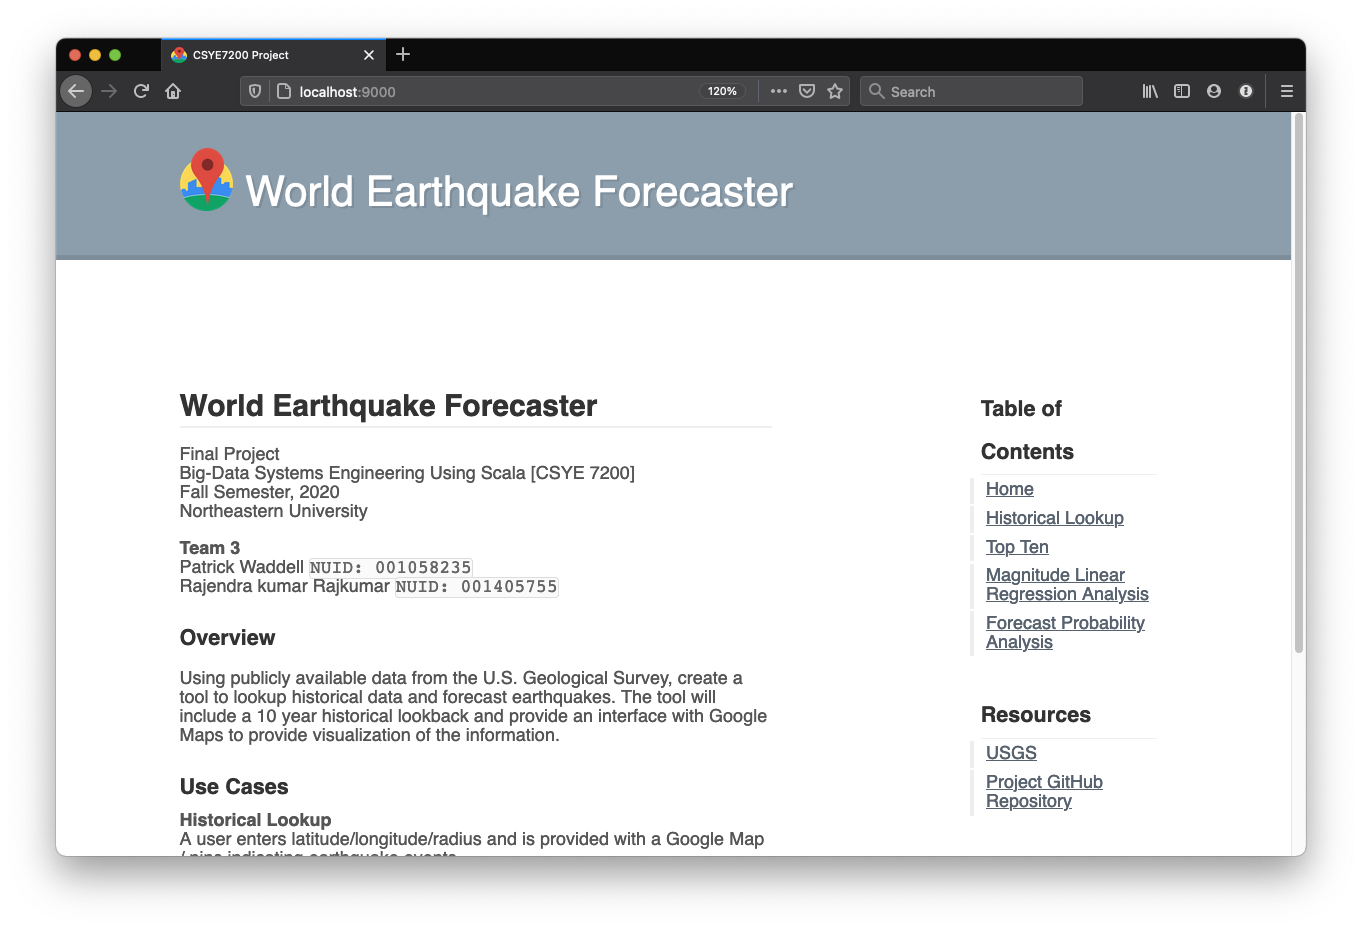 CSYE7200 Project
localhost:9000
120%
Search
World Earthquake Forecaster
World Earthquake Forecaster
Final Project
Big-Data Systems Engineering Using Scala [CSYE 7200]
Fall Semester, 2020
Northeastern University
Team 3
Patrick Waddell NUID: 001058235
Rajendra kumar Rajkumar NUID: 001405755
Overview
Using publicly available data from the U.S. Geological Survey, create a
tool to lookup historical data and forecast earthquakes. The tool will
include a 10 year historical lookback and provide an interface with Google
Maps to provide visualization of the information.
Use Cases
Historical Lookup
A user enters latitude/longitude/radius and is provided with a Google Map
/ pins indicating earthquake events
Table of
Contents
Home
Historical Lookup
Top Ten
Magnitude Linear
Regression Analysis
Forecast Probability
Analysis
Resources
USGS
Project GitHub
Repository